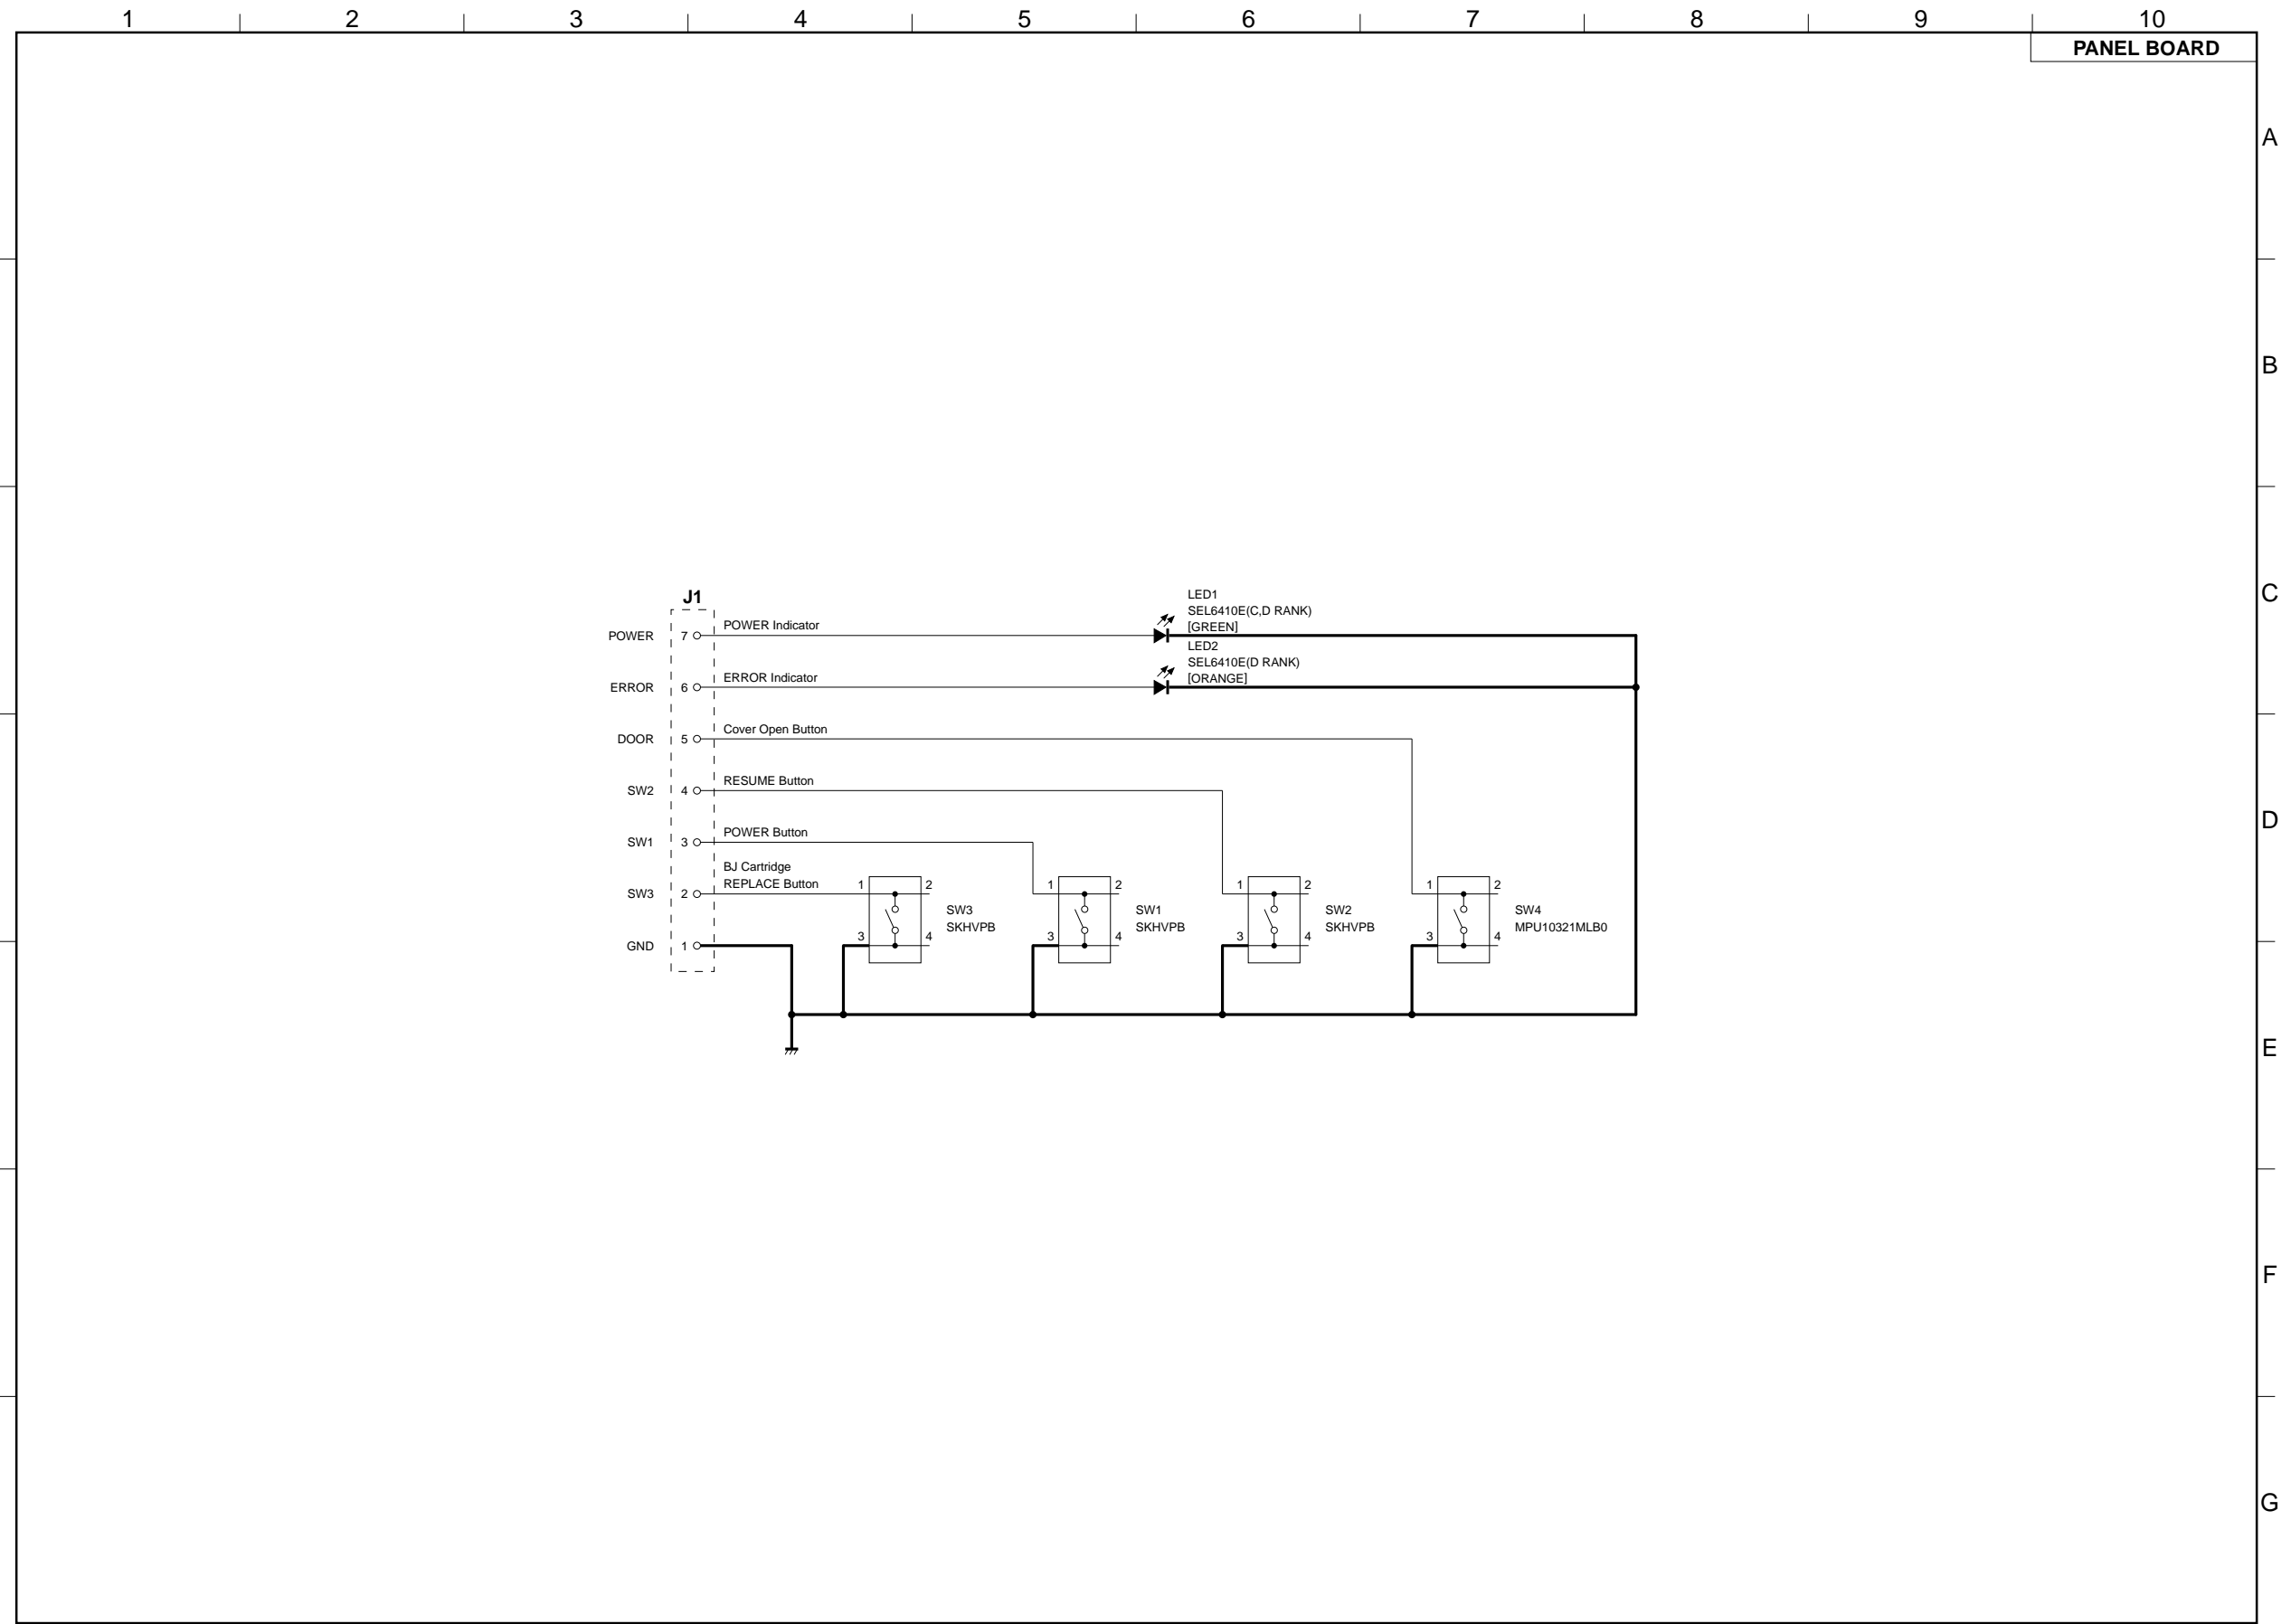 1 2 3 4 5 6 7 8 9 10
PANEL BOARD
A
B
C
D
E
F
G
J1
POWER 7 POWER Indicator
LED1
SEL6410E(C,D RANK)
[GREEN]
ERROR 6 ERROR Indicator
LED2
SEL6410E(D RANK)
[ORANGE]
DOOR 5 Cover Open Button
SW2 4 RESUME Button
SW1 3 POWER Button
BJ Cartridge
SW3 2 REPLACE Button
GND 1
1 2
3 4
SW3
SKHVPB
1 2
3 4
SW1
SKHVPB
1 2
3 4
SW2
SKHVPB
1 2
3 4
SW4
MPU10321MLB0